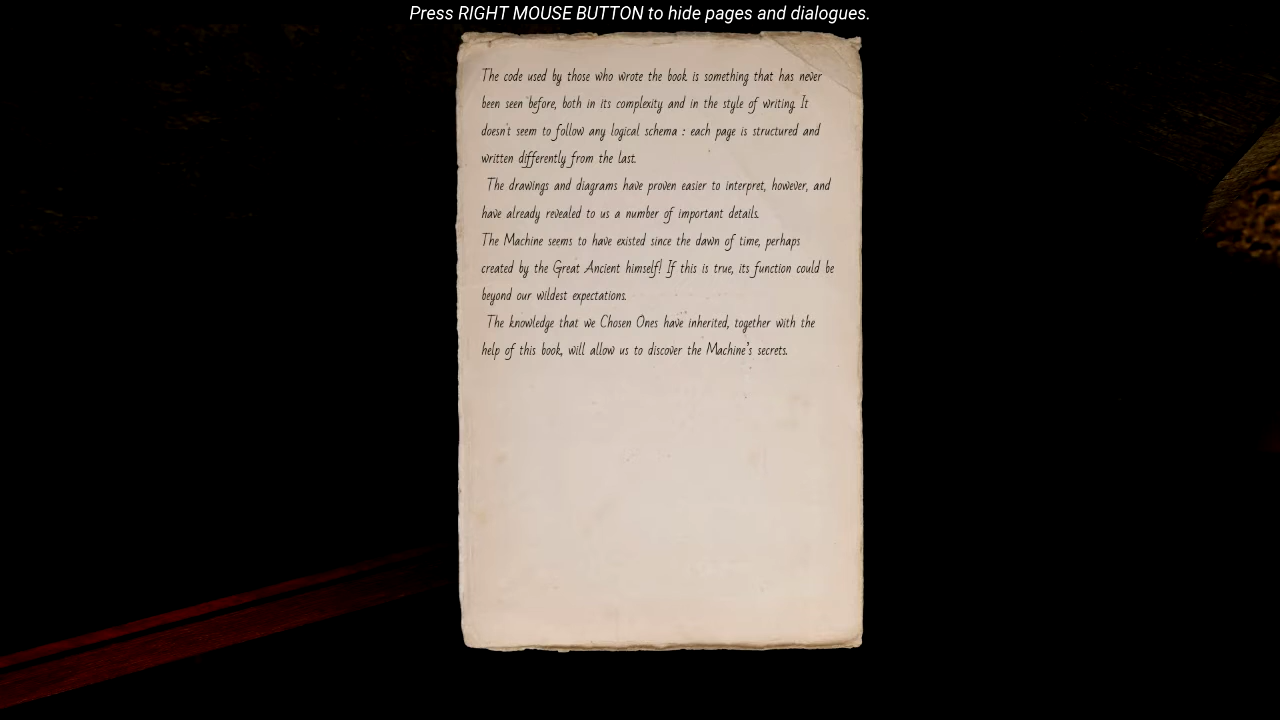 Press RIGHT MOUSE BUTTON to hide pages and dialogues.
The code used by those who wrote the book is something that has never
been seen before, both in its complexity and in the style of writing. It
doesn't seem to follow any logical schema : each page is structured and
written differently from the last.
The drawings and diagrams have proven easier to interpret, however, and
have already revealed to us a number of important details.
The Machine seems to have existed since the dawn of time, perhaps
created by the Great Ancient himself! If this is true, its function could be
beyond our wildest expectations.
The knowledge that we Chosen Ones have inherited, together with the
help of this book, will allow us to discover the Machine's secrets.